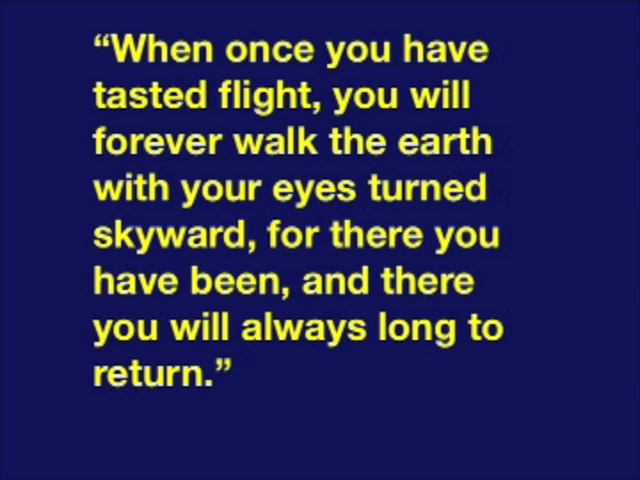 “When once you have
tasted flight, you will
forever walk the earth
with your eyes turned
skyward, for there you
have been, and there
you will always long to
return.”